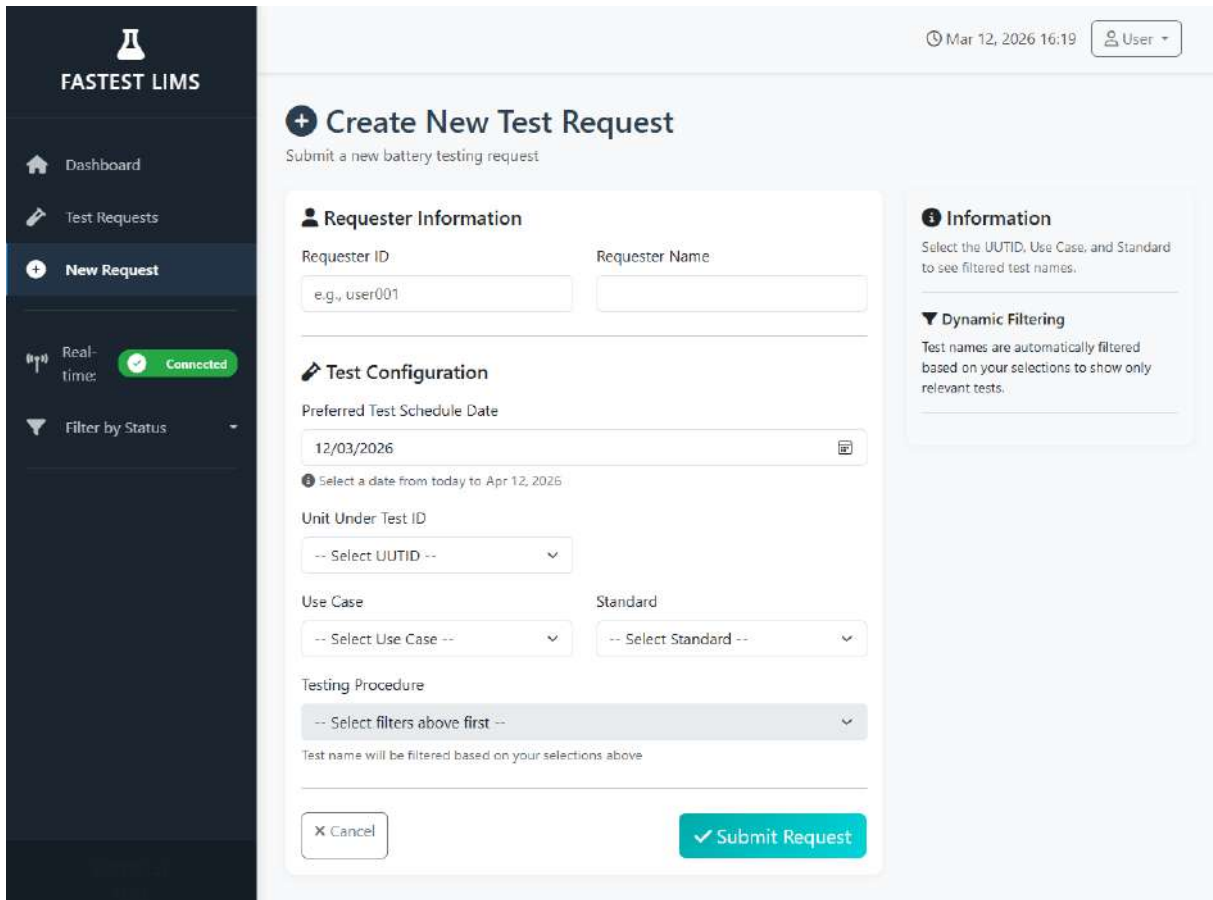 FASTEST LIMS
Dashboard
Test Requests
New Request
Real-
time:
Connected
Filter by Status
Mar 12, 2026 16:19
User
Create New Test Request
Submit a new battery testing request
Requester Information
Requester ID
Requester Name
e.g., user001
Test Configuration
Preferred Test Schedule Date
12/03/2026
Select a date from today to Apr 12, 2026
Unit Under Test ID
-- Select UUTID --
Use Case
Standard
-- Select Use Case --
-- Select Standard --
Testing Procedure
-- Select filters above first --
Test name will be filtered based on your selections above
Cancel
Submit Request
Information
Select the UUTID, Use Case, and Standard
to see filtered test names.
Dynamic Filtering
Test names are automatically filtered
based on your selections to show only
relevant tests.